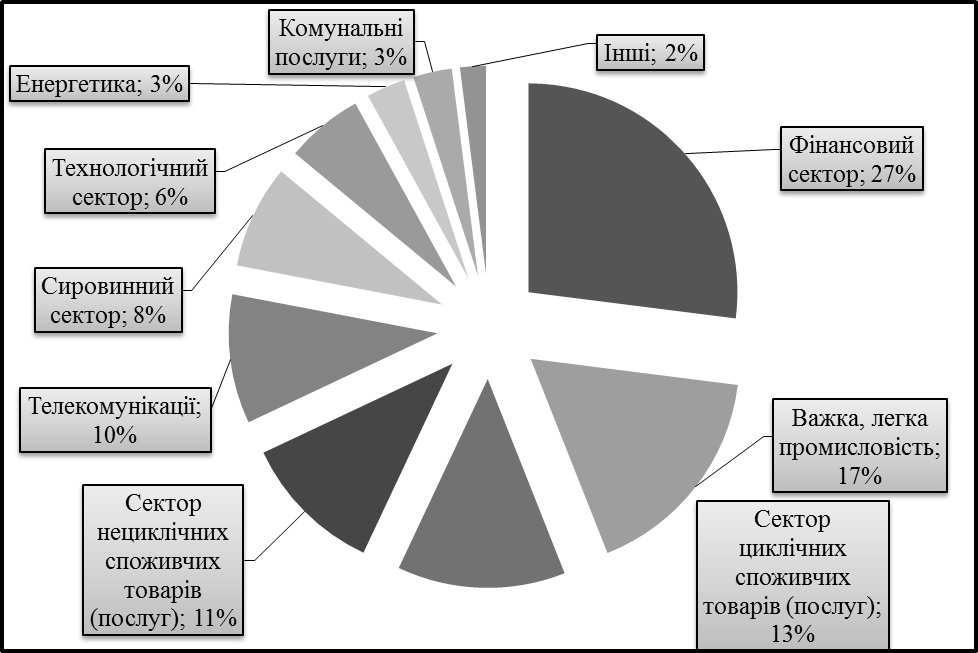 Комунальні
послуги; 3%
Інші; 2%
Енергетика; 3%
Фінансовий
сектор; 27%
Технологічний
сектор; 6%
Сировинний
сектор; 8%
Телекомунікації;
10%
Важка, легка
промисловість;
17%
Сектор
нециклічних
споживчих
товарів
(послуг); 11%
Сектор
циклічних
споживчих
товарів (послуг);
13%